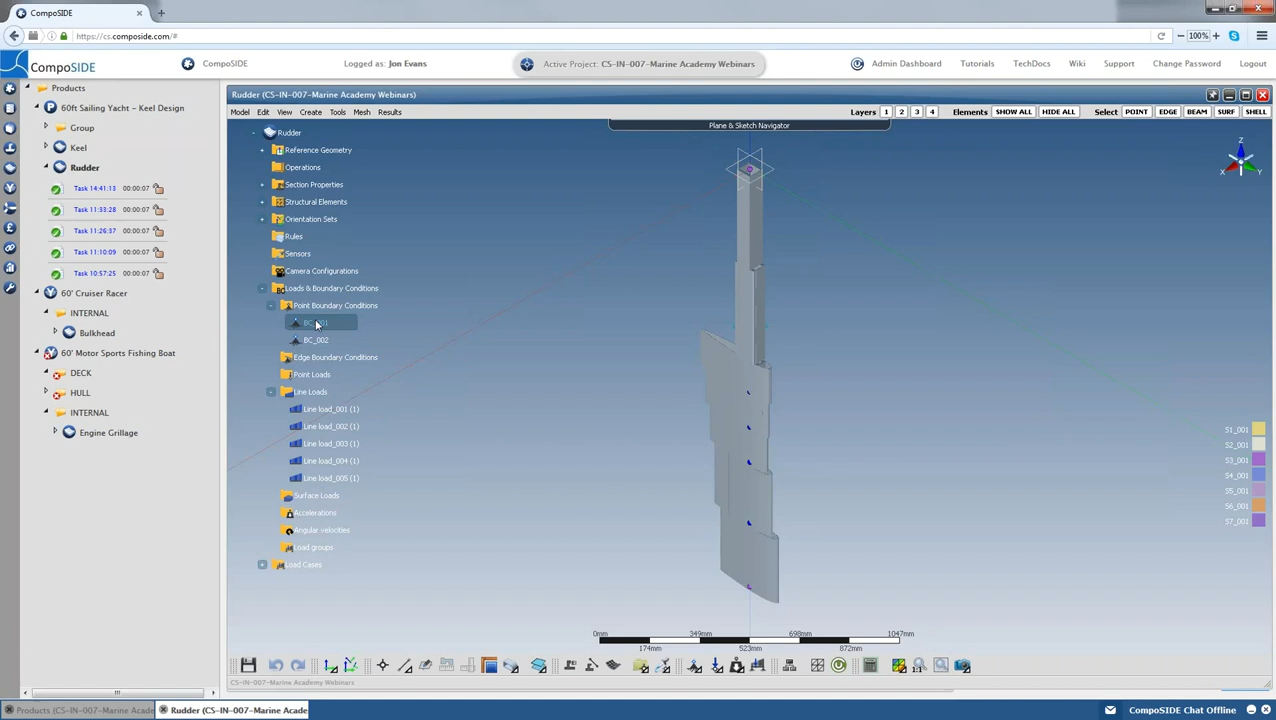 CompoSIDE
https://cs.composide.com/#
100%
CompoSIDE
CompoSIDE
Logged as: Jon Evans
Active Project: CS-IN-007-Marine Academy Webinars
Admin Dashboard
Tutorials
TechDocs
Wiki
Support
Change Password
Logout
Products
60ft Sailing Yacht - Keel Design
Group
Keel
Rudder
Task 14:41:13 00:00:07
Task 11:33:28 00:00:07
Task 11:26:37 00:00:07
Task 11:10:09 00:00:07
Task 10:57:25 00:00:07
60' Cruiser Racer
INTERNAL
Bulkhead
60' Motor Sports Fishing Boat
DECK
HULL
INTERNAL
Engine Grillage
Rudder (CS-IN-007-Marine Academy Webinars)
Model Edit View Create Tools Mesh Results
Layers 1 2 3 4 Elements SHOW ALL HIDE ALL Select POINT EDGE BEAM SURF SHELL
Plane & Sketch Navigator
Rudder
Reference Geometry
Operations
Section Properties
Structural Elements
Orientation Sets
Rules
Sensors
Camera Configurations
Loads & Boundary Conditions
Point Boundary Conditions
BC_001
BC_002
Edge Boundary Conditions
Point Loads
Line Loads
Line load_001 (1)
Line load_002 (1)
Line load_003 (1)
Line load_004 (1)
Line load_005 (1)
Surface Loads
Accelerations
Angular velocities
Load groups
Load Cases
Z
X Y
S1_001
S2_001
S3_001
S4_001
S5_001
S6_001
S7_001
0mm 349mm 698mm 1047mm
174mm 523mm 872mm
CS-IN-007-Marine Academy Webinars
Products (CS-IN-007-Marine Acade
Rudder (CS-IN-007-Marine Acade
CompoSIDE Chat Offline